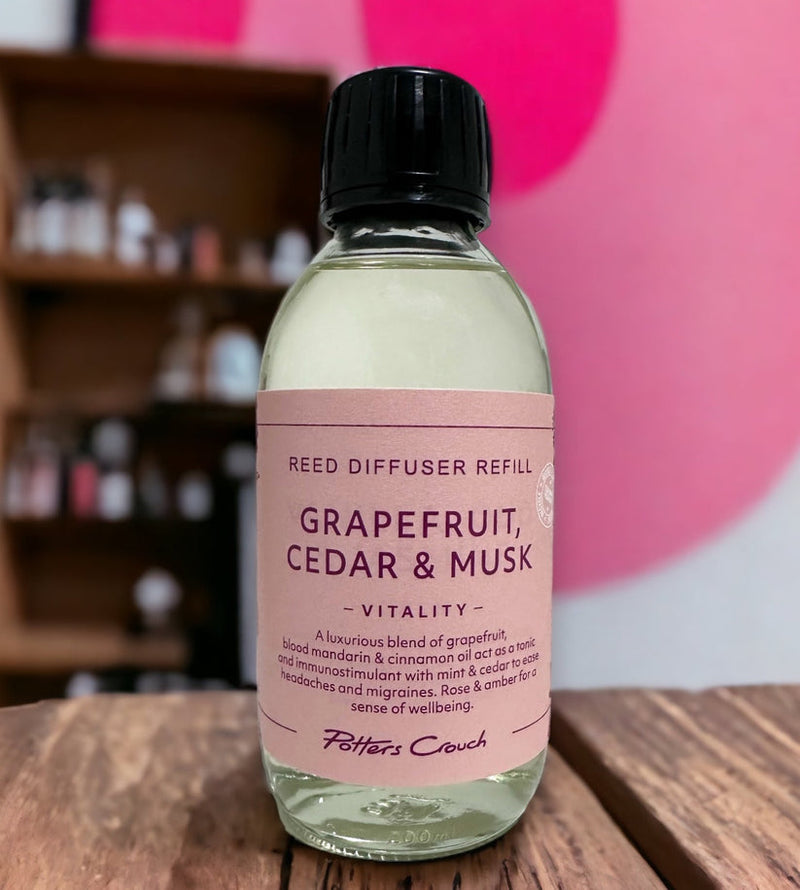 REED DIFFUSER REFILL
GRAPEFRUIT,
CEDAR & MUSK
– VITALITY –
A luxurious blend of grapefruit,
blood mandarin & cinnamon oil act as a tonic
and immunostimulant with mint & cedar to ease
headaches and migraines. Rose & amber for a
sense of wellbeing.
Potters Crouch